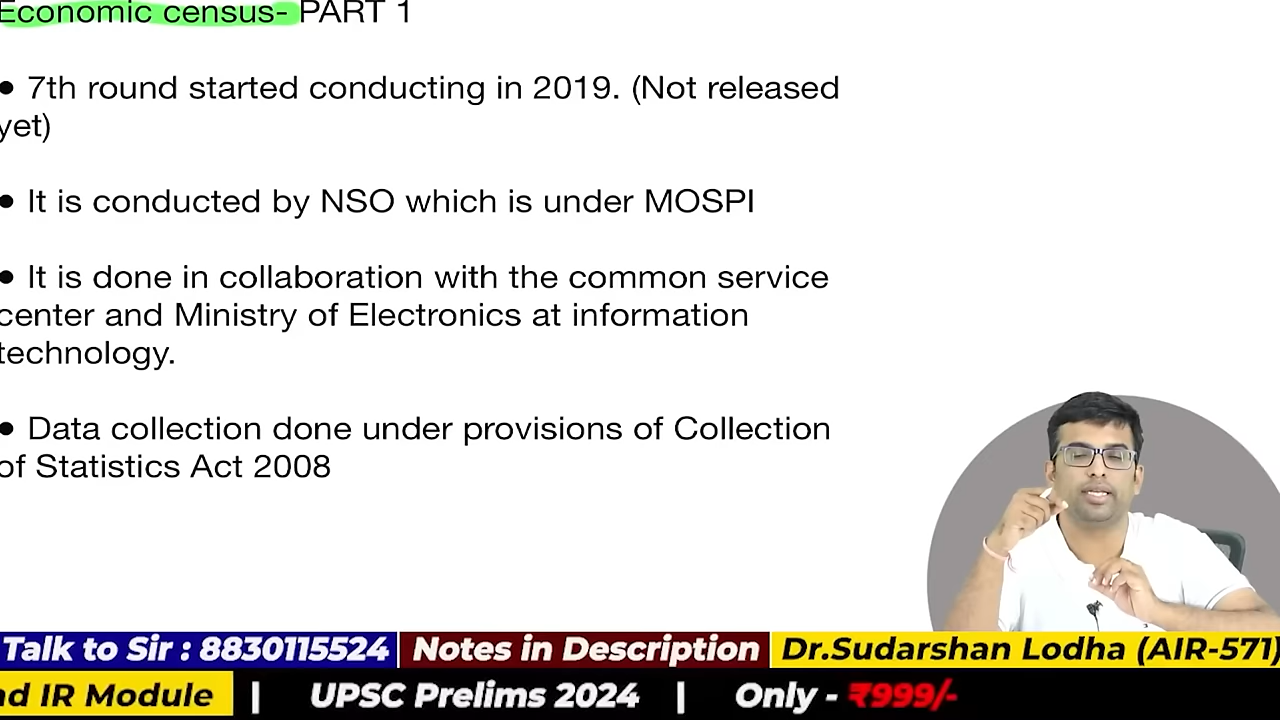 Economic census- PART 1
● 7th round started conducting in 2019. (Not released
yet)
● It is conducted by NSO which is under MOSPI
● It is done in collaboration with the common service
center and Ministry of Electronics at information
technology.
● Data collection done under provisions of Collection
of Statistics Act 2008
Talk to Sir : 8830115524 Notes in Description Dr.Sudarshan Lodha (AIR-571)
nd IR Module | UPSC Prelims 2024 | Only - ₹999/-